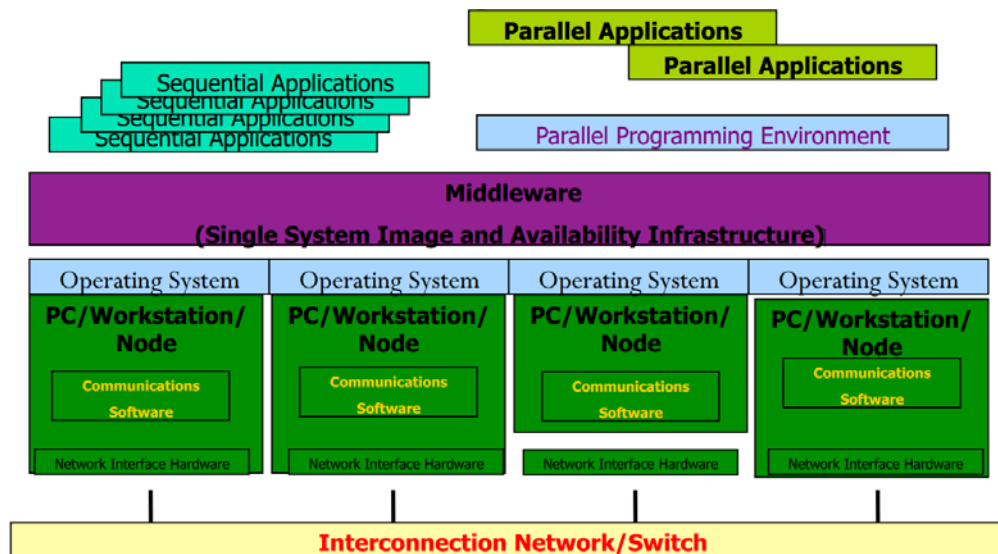 Parallel Applications
Parallel Applications
Sequential Applications
Sequential Applications
Sequential Applications
Sequential Applications
Parallel Programming Environment
Middleware
(Single System Image and Availability Infrastructure)
Operating System
Operating System
Operating System
Operating System
PC/Workstation/
Node
Communications
Software
Network Interface Hardware
PC/Workstation/
Node
Communications
Software
Network Interface Hardware
PC/Workstation/
Node
Communications
Software
Network Interface Hardware
PC/Workstation/
Node
Communications
Software
Network Interface Hardware
Interconnection Network/Switch